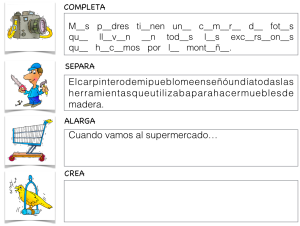 COMPLETA
M__s p__dres ti__nen un__ c__m__r__ d__ fot__s
qu__ ll__v__n __n tod__s l__s exc__rs__on__s
qu__ h__c__mos por l__ mont__ñ__.
SEPARA
Elcarpinterodemipueblomeenseñóundíatodaslas
herramientasqueutilizabaparahacermueblesde
madera.
ALARGA
Cuando vamos al supermercado...
CREA